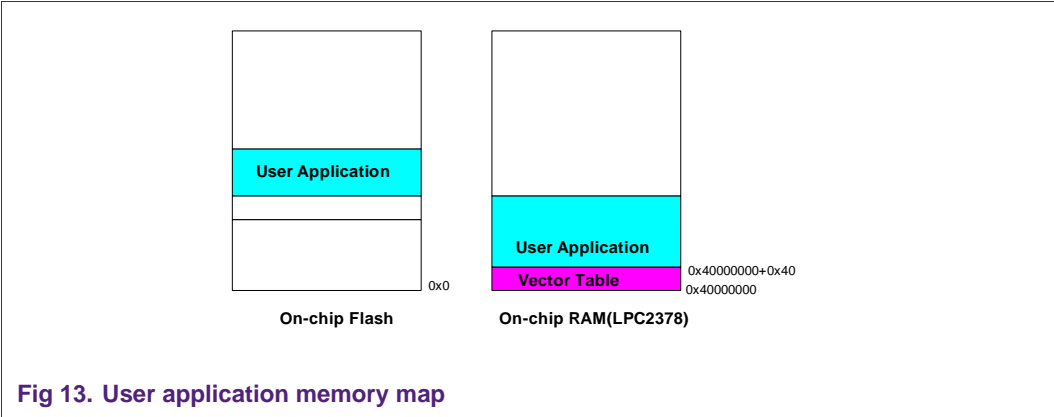 User Application
User Application
0x40000000+0x40
Vector Table
0x0
0x40000000
On-chip Flash
On-chip RAM(LPC2378)
Fig 13. User application memory map